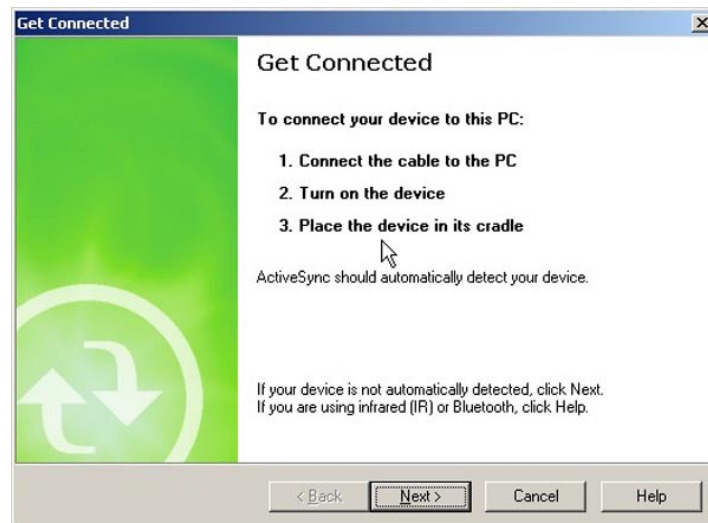 Get Connected
Get Connected
To connect your device to this PC:
1. Connect the cable to the PC
2. Turn on the device
3. Place the device in its cradle
ActiveSync should automatically detect your device.
If your device is not automatically detected, click Next.
If you are using infrared (IR) or Bluetooth, click Help.
< Back Next > Cancel Help